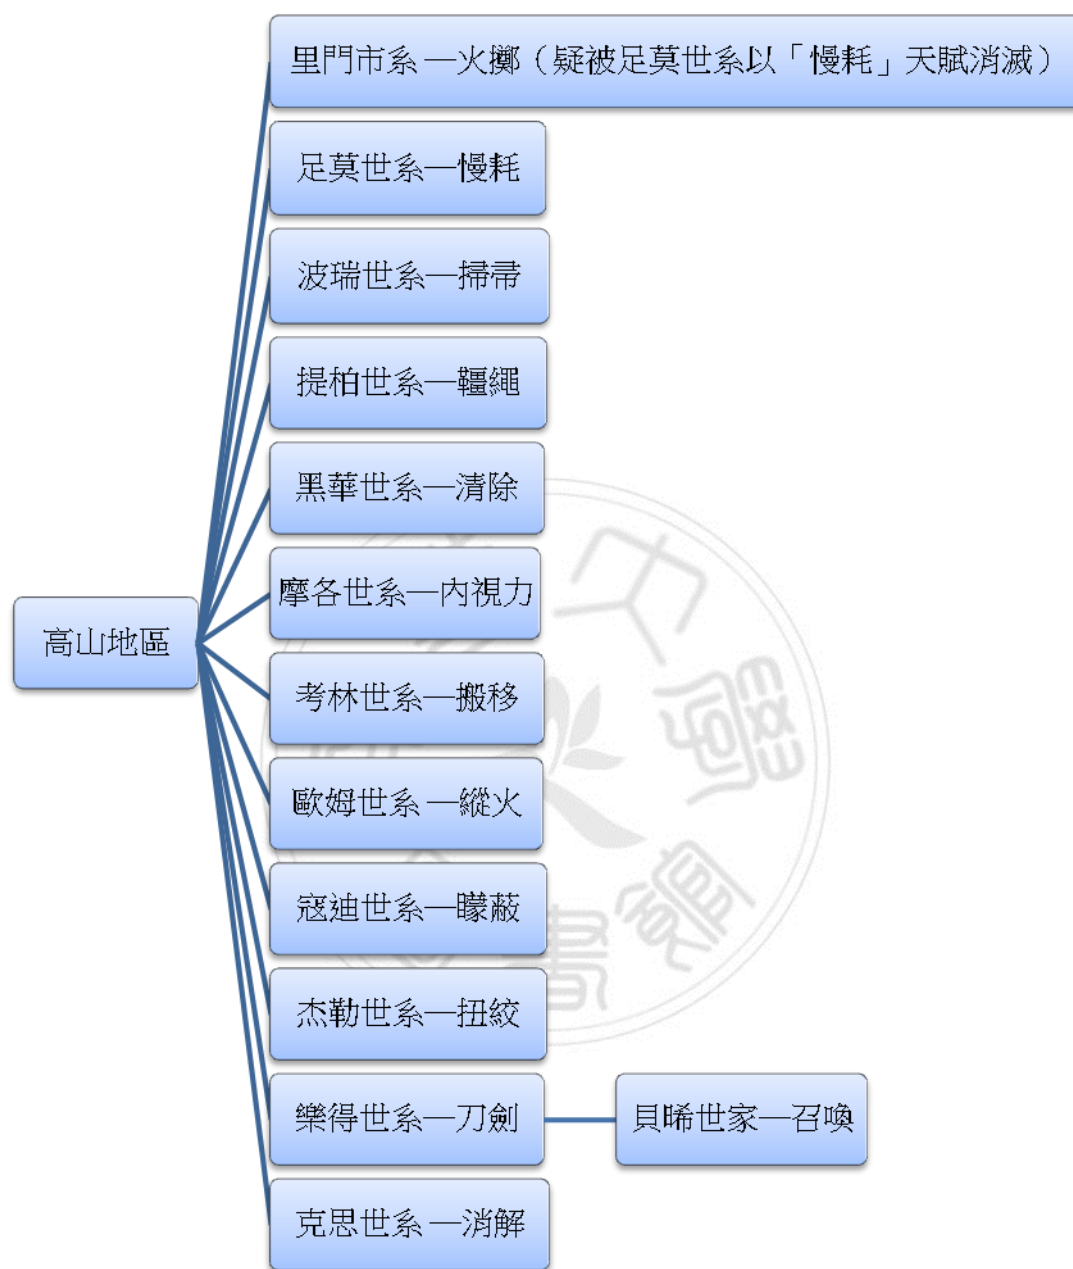 里門市系—火擲（疑被足莫世系以「慢耗」天賦消滅）
足莫世系—慢耗
波瑞世系—掃帚
提柏世系—韁繩
黑華世系—清除
摩各世系—內視力
高山地區
考林世系—搬移
歐姆世系—縱火
寇迪世系—矇蔽
杰勒世系—扭絞
樂得世系—刀劍
貝晞世家—召喚
克思世系—消解